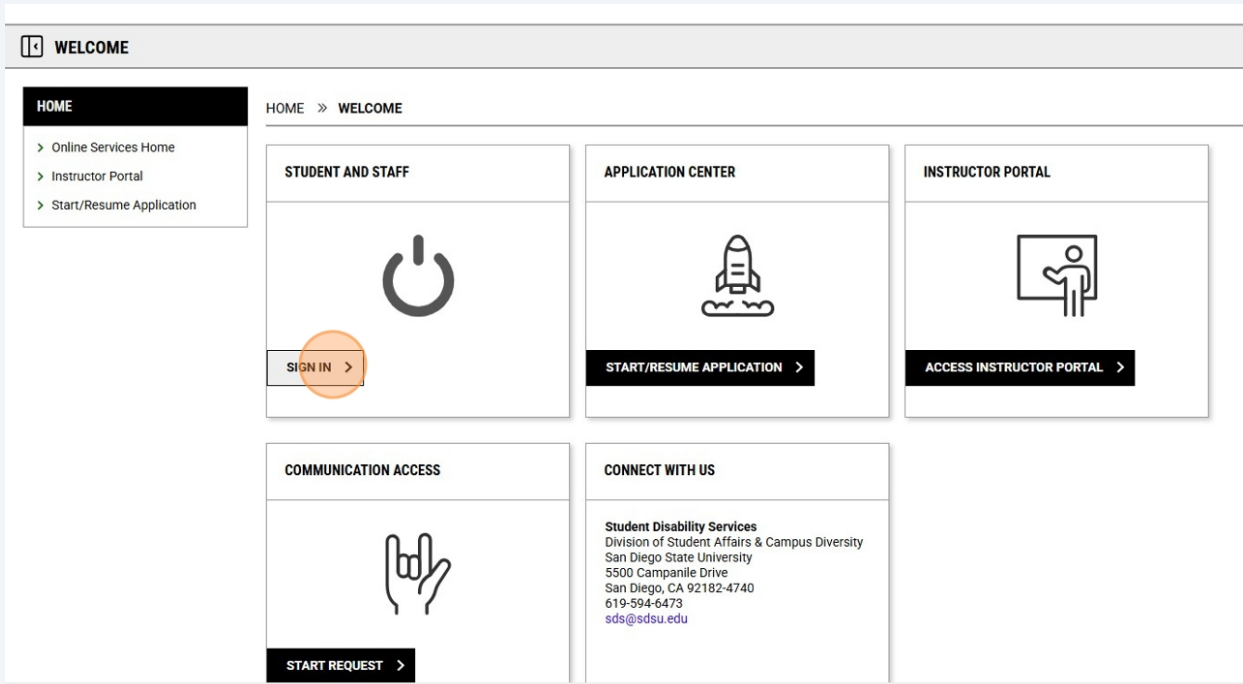 WELCOME
HOME
Online Services Home
Instructor Portal
Start/Resume Application
HOME » WELCOME
STUDENT AND STAFF
SIGN IN
APPLICATION CENTER
START/RESUME APPLICATION
INSTRUCTOR PORTAL
ACCESS INSTRUCTOR PORTAL
COMMUNICATION ACCESS
START REQUEST
CONNECT WITH US
Student Disability Services
Division of Student Affairs & Campus Diversity
San Diego State University
5500 Campanile Drive
San Diego, CA 92182-4740
619-594-6473
sds@sdsu.edu